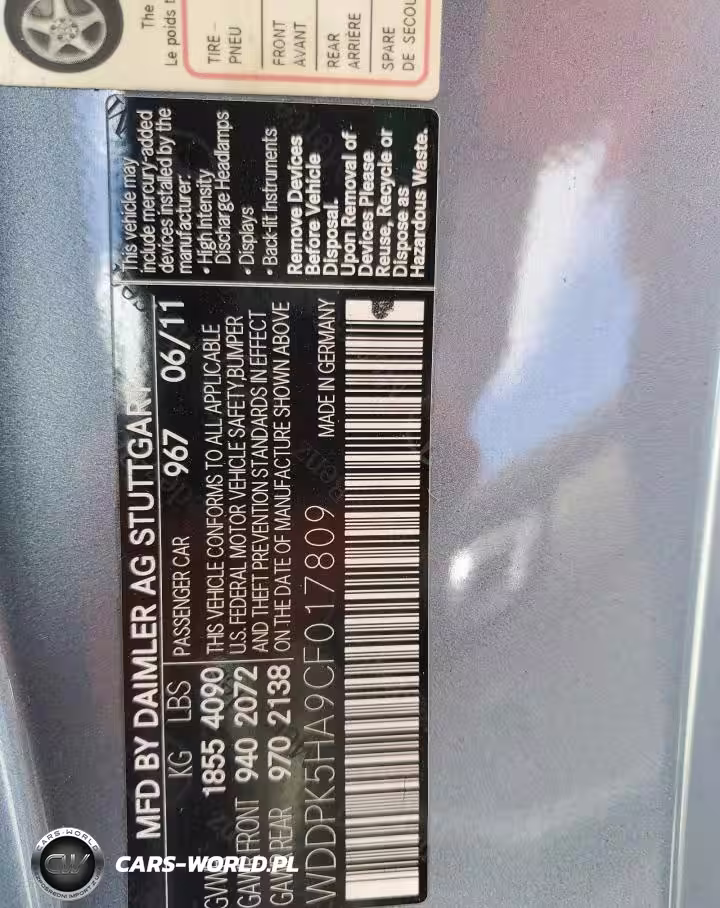 MFD BY DAIMLER AG STUTTGART
KG LBS PASSENGER CAR 967 06/11
1855 4090
GAWR FRONT 940 2072
GAWR REAR 970 2138
THIS VEHICLE CONFORMS TO ALL APPLICABLE
U.S. FEDERAL MOTOR VEHICLE SAFETY,BUMPER
AND THEFT PREVENTION STANDARDS IN EFFECT
ON THE DATE OF MANUFACTURE SHOWN ABOVE
WDDPK5HA9CF017809 MADE IN GERMANY
This vehicle may
include mercury-added
devices installed by the
manufacturer:
• High Intensity
Discharge Headlamps
• Displays
• Back-lit Instruments
Remove Devices
Before Vehicle
Disposal.
Upon Removal of
Devices Please
Reuse, Recycle or
Dispose as
Hazardous Waste.
The
Le poids
TIRE
PNEU
FRONT
AVANT
REAR
ARRIÈRE
SPARE
DE SECOU
CARS-WORLD
CW
CARS-WORLD.PL